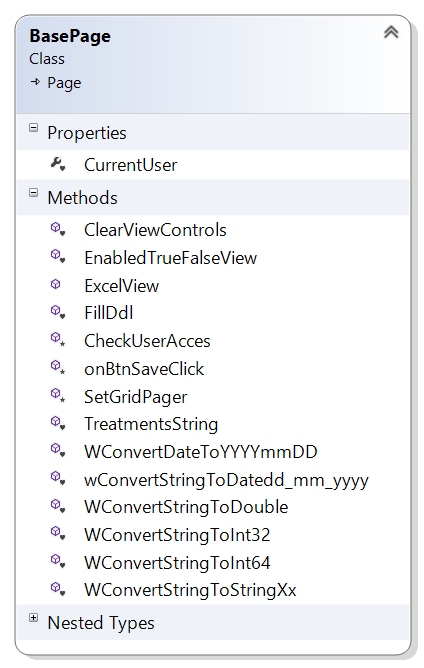 BasePage
Class
Page
Properties
CurrentUser
Methods
ClearViewControls
EnabledTrueFalseView
ExcelView
FillDdl
CheckUserAcces
onBtnSaveClick
SetGridPager
TreatmentsString
WConvertDateToYYYYmmDD
wConvertStringToDatedd_mm_yyyy
WConvertStringToDouble
WConvertStringToInt32
WConvertStringToInt64
WConvertStringToStringXx
Nested Types